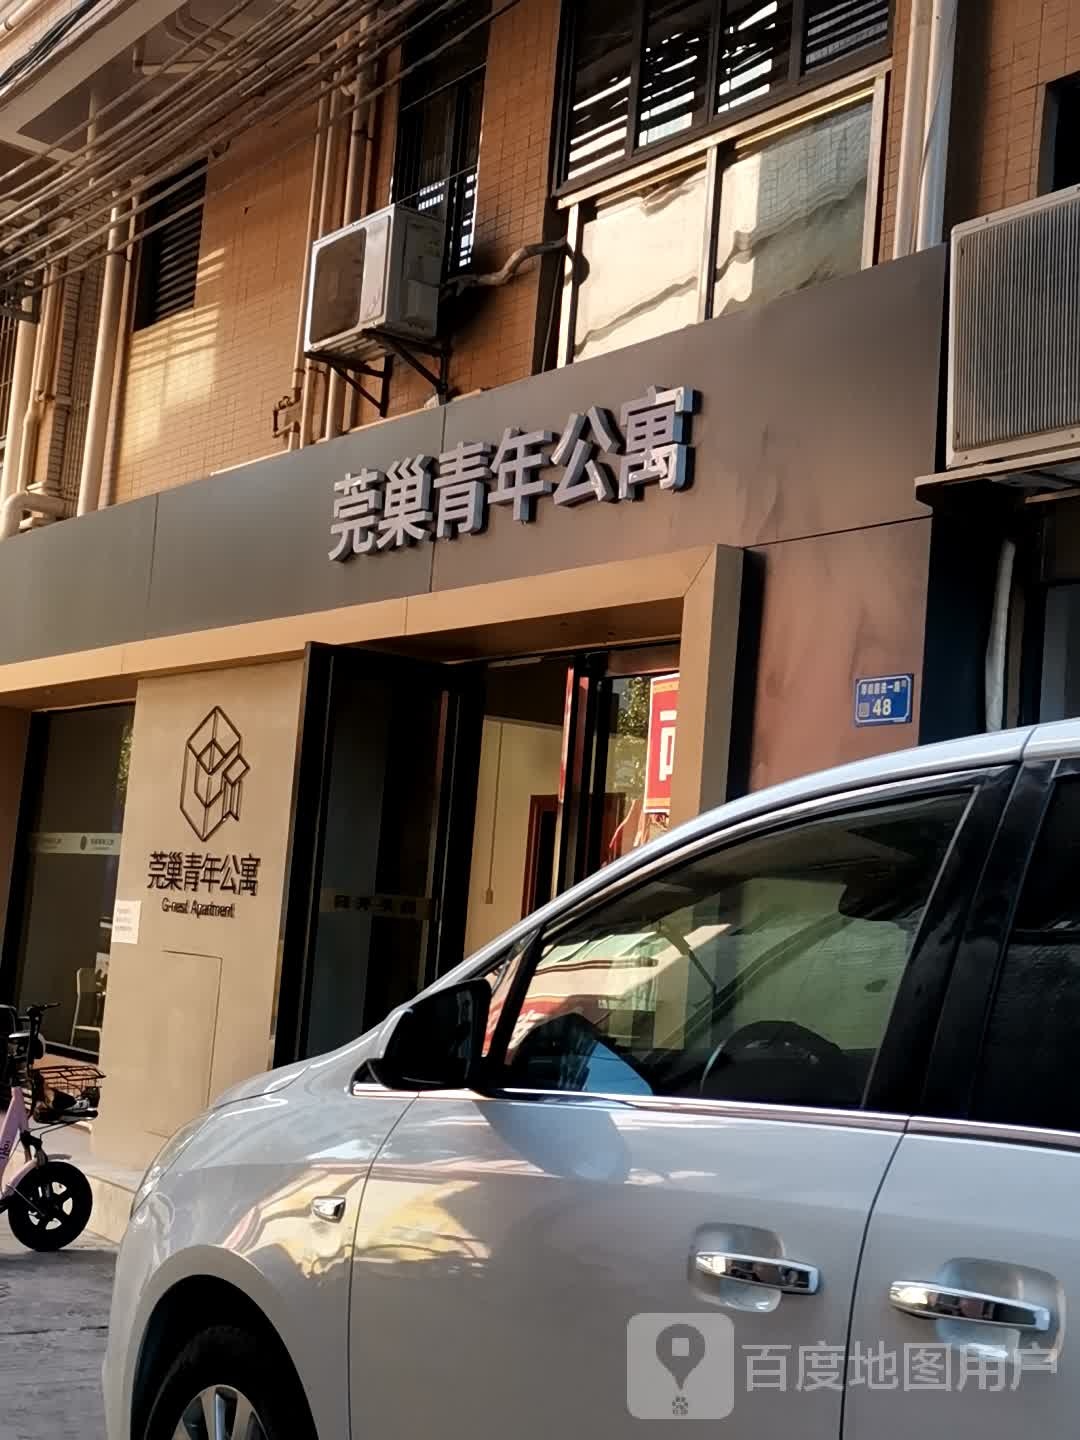 莞巢青年公寓
48
莞巢青年公寓
G-nest Apartment
百度地图用户